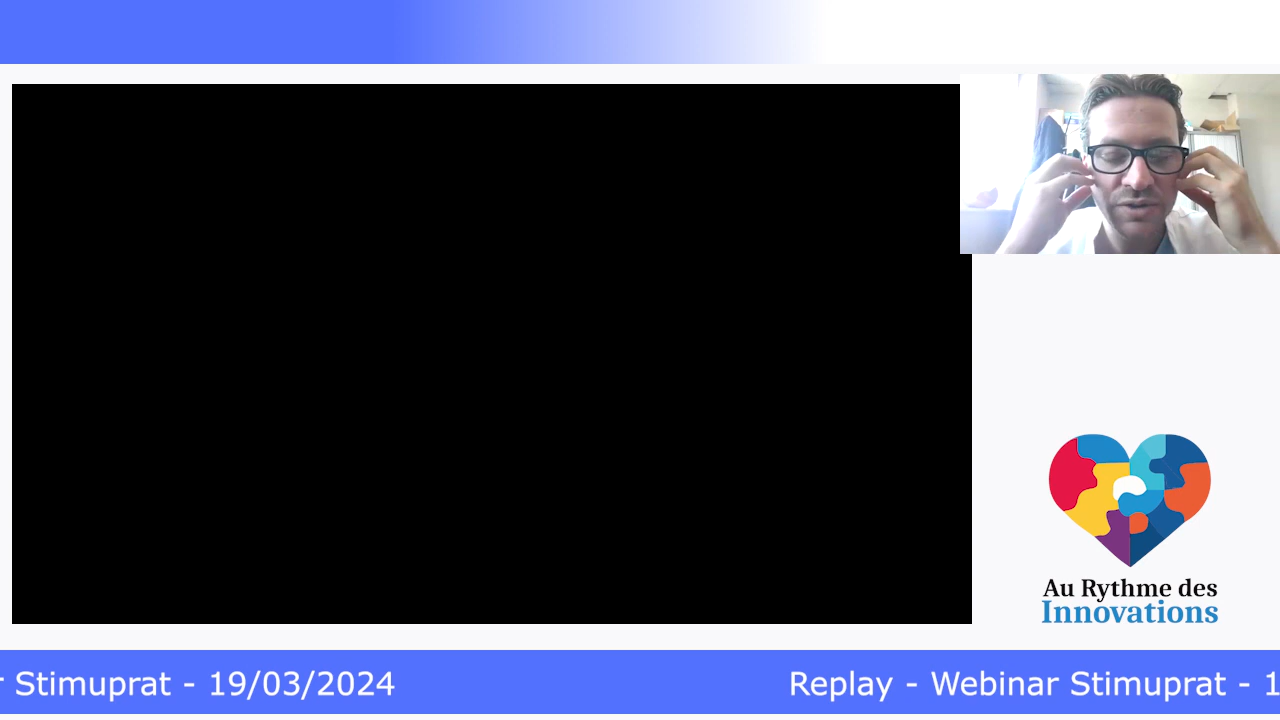 Au Rythme des
Innovations
Stimuprat - 19/03/2024
Replay - Webinar Stimuprat - 1